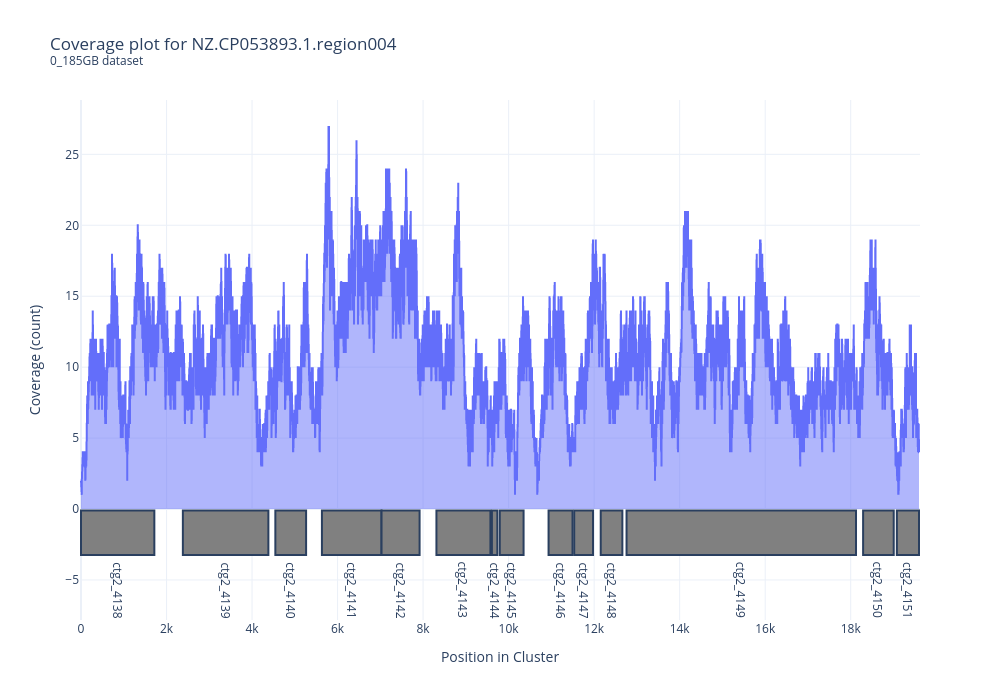 Coverage plot for NZ.CP053893.1.region004
0_185GB dataset
25
20
15
10
5
0
−5
Coverage (count)
ctg2_4138
ctg2_4139
ctg2_4140
ctg2_4141
ctg2_4142
ctg2_4143
ctg2_4144
ctg2_4145
ctg2_4146
ctg2_4147
ctg2_4148
ctg2_4149
ctg2_4150
ctg2_4151
0 2k 4k 6k 8k 10k 12k 14k 16k 18k
Position in Cluster